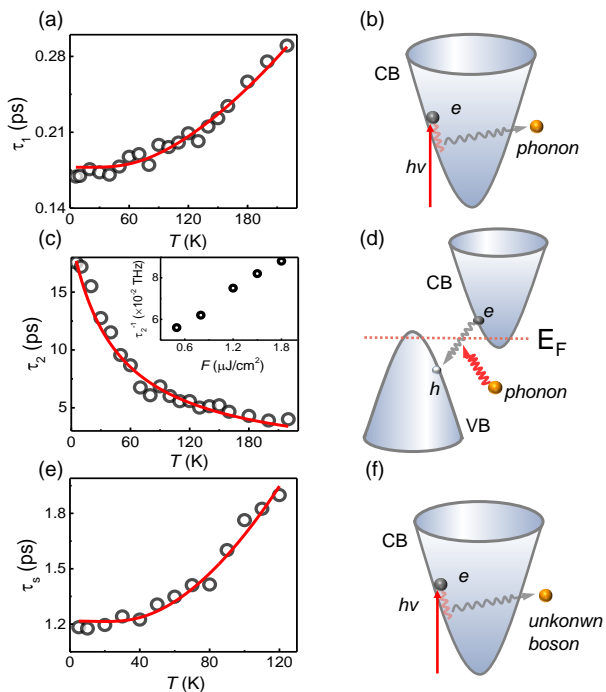 (a)
τ1 (ps)
0.28
0.21
0.14
0
60
120
180
T (K)
(b)
CB
e
hν
phonon
(c)
τ2 (ps)
15
10
5
0
60
120
180
T (K)
τ2-1 (×10-2 THz)
8
6
0.6
1.2
1.8
F (μJ/cm2)
(d)
CB
e
EF
h
phonon
VB
(e)
τs (ps)
1.8
1.5
1.2
0
40
80
120
T (K)
(f)
CB
e
hν
unkonwn
boson